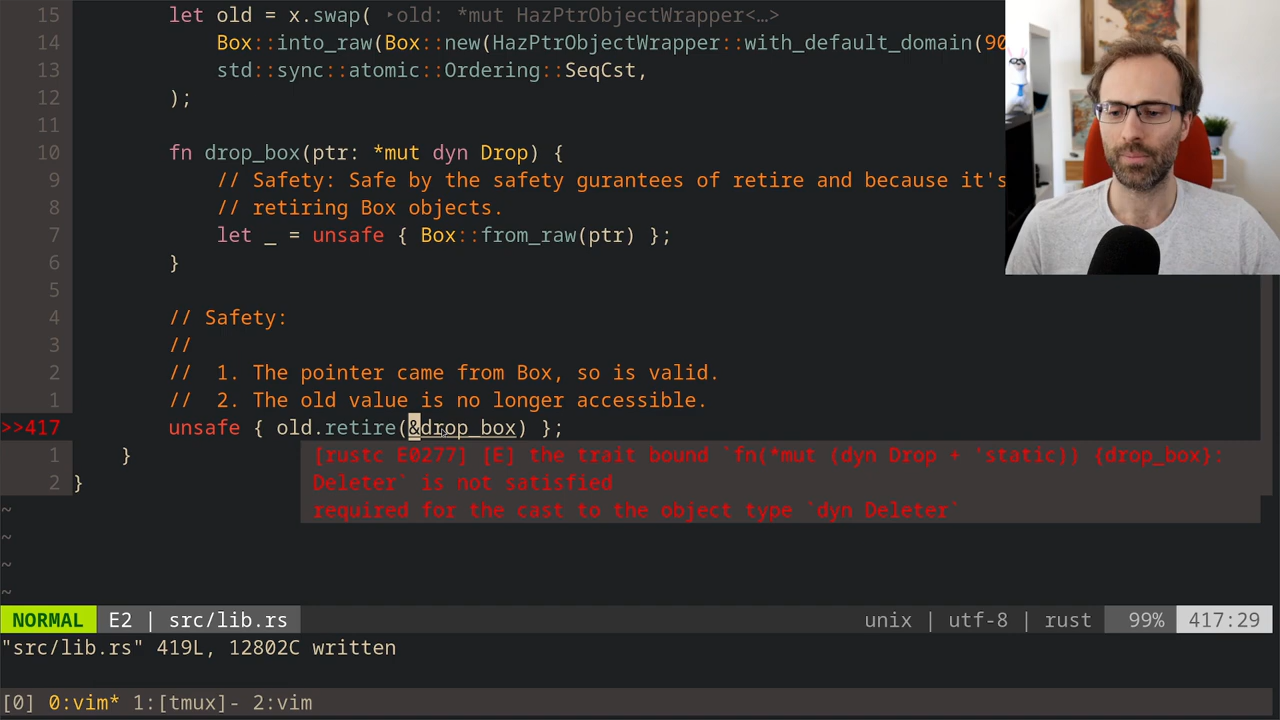 15 let old = x.swap( ‣old: *mut HazPtrObjectWrapper<…>
14 Box::into_raw(Box::new(HazPtrObjectWrapper::with_default_domain(90
13 std::sync::atomic::Ordering::SeqCst,
12 );
11
10 fn drop_box(ptr: *mut dyn Drop) {
9 // Safety: Safe by the safety gurantees of retire and because it's
8 // retiring Box objects.
7 let _ = unsafe { Box::from_raw(ptr) };
6 }
5
4 // Safety:
3 //
2 //  1. The pointer came from Box, so is valid.
1 //  2. The old value is no longer accessible.
>>417 unsafe { old.retire(&drop_box) };
1 }
[rustc E0277] [E] the trait bound `fn(*mut (dyn Drop + 'static)) {drop_box}:
2 }
Deleter` is not satisfied
~ required for the cast to the object type `dyn Deleter`
~
~
~
NORMAL E2 | src/lib.rs unix | utf-8 | rust 99% 417:29
"src/lib.rs" 419L, 12802C written
[0] 0:vim* 1:[tmux]- 2:vim